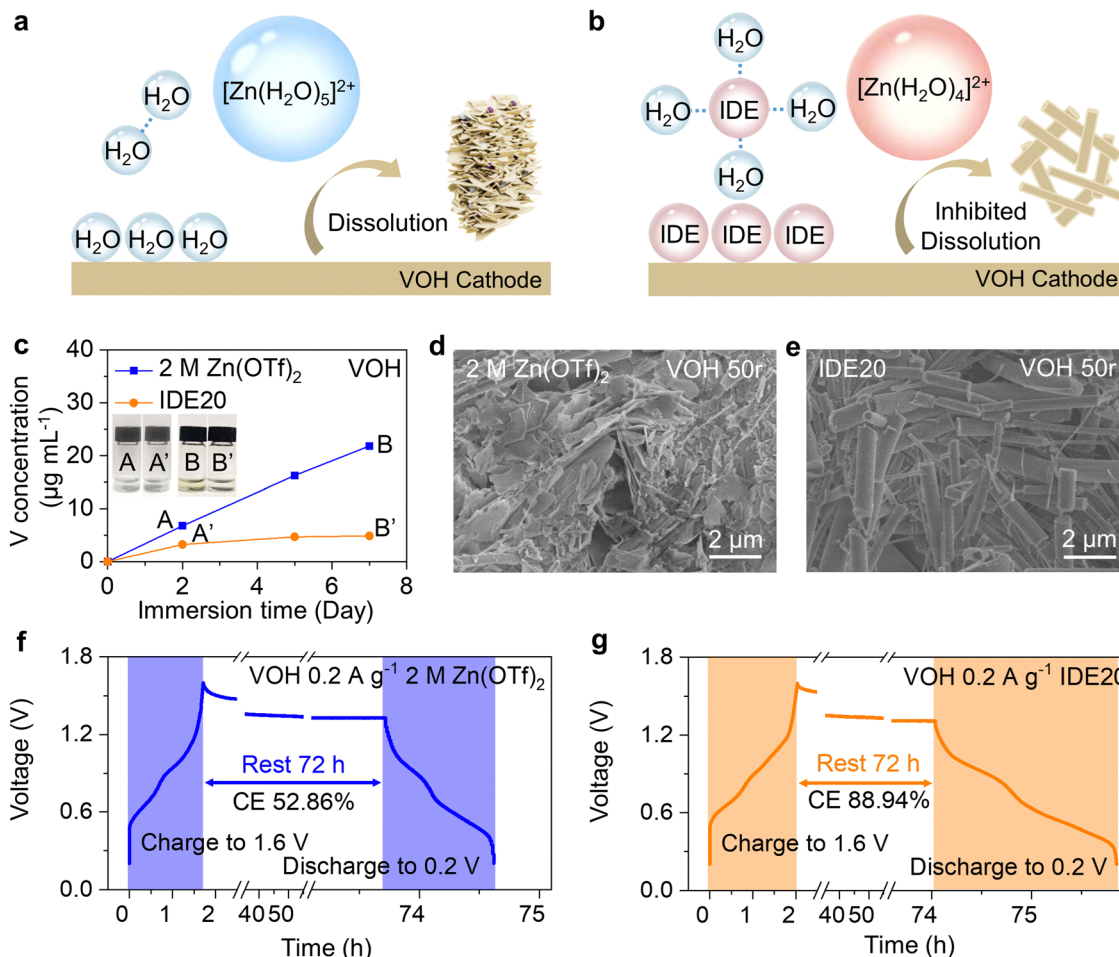 a
H₂O
H₂O
[Zn(H₂O)₅]²⁺
H₂O H₂O H₂O
Dissolution
VOH Cathode
b
H₂O
H₂O IDE H₂O
H₂O
[Zn(H₂O)₄]²⁺
IDE IDE IDE
Inhibited
Dissolution
VOH Cathode
c
2 M Zn(OTf)₂ VOH
IDE20
A A' B B'
A
A'
B
B'
40
30
20
10
0
V concentration
(µg mL⁻¹)
0 2 4 6 8
Immersion time (Day)
d
2 M Zn(OTf)₂ VOH 50r
2 µm
e
IDE20 VOH 50r
2 µm
f
VOH 0.2 A g⁻¹ 2 M Zn(OTf)₂
Rest 72 h
CE 52.86%
Charge to 1.6 V
Discharge to 0.2 V
1.8
1.2
0.6
0.0
Voltage (V)
0 1 2 40 50 74 75
Time (h)
g
VOH 0.2 A g⁻¹ IDE20
Rest 72 h
CE 88.94%
Charge to 1.6 V
Discharge to 0.2 V
1.8
1.2
0.6
0.0
Voltage (V)
0 1 2 40 50 74 75
Time (h)